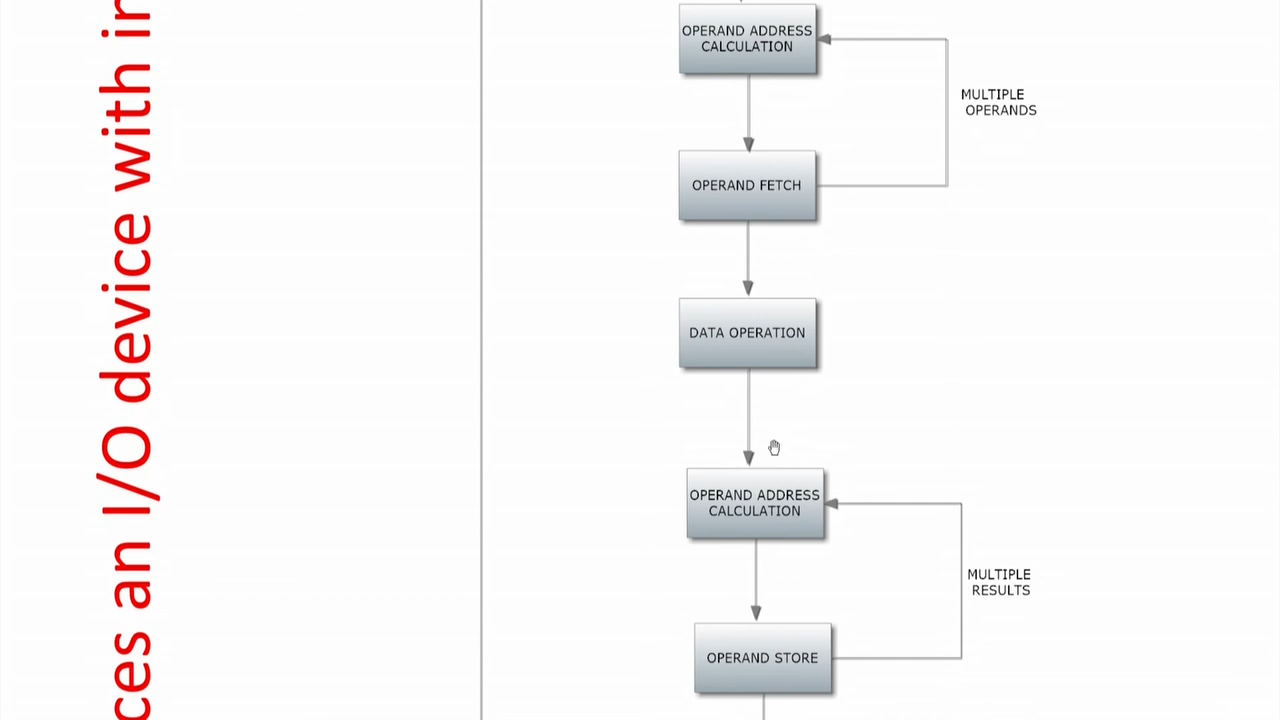 ces an I/O device with in
OPERAND ADDRESS
CALCULATION
MULTIPLE
OPERANDS
OPERAND FETCH
DATA OPERATION
OPERAND ADDRESS
CALCULATION
MULTIPLE
RESULTS
OPERAND STORE